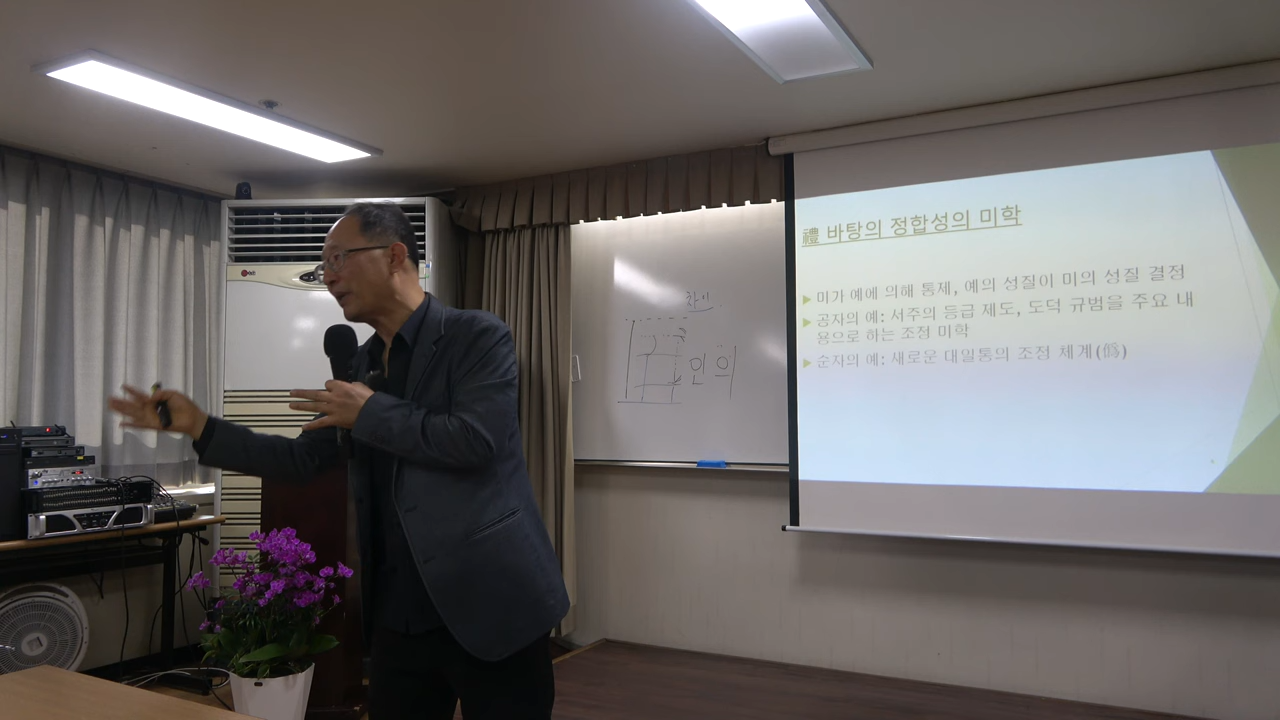 禮 바탕의 정합성의 미학
미가 예에 의해 통제, 예의 성질이 미의 성질 결정
공자의 예: 서주의 등급 제도, 도덕 규범을 주요 내
용으로 하는 조정 미학
순자의 예: 새로운 대일통의 조정 체계(僞)
인 의